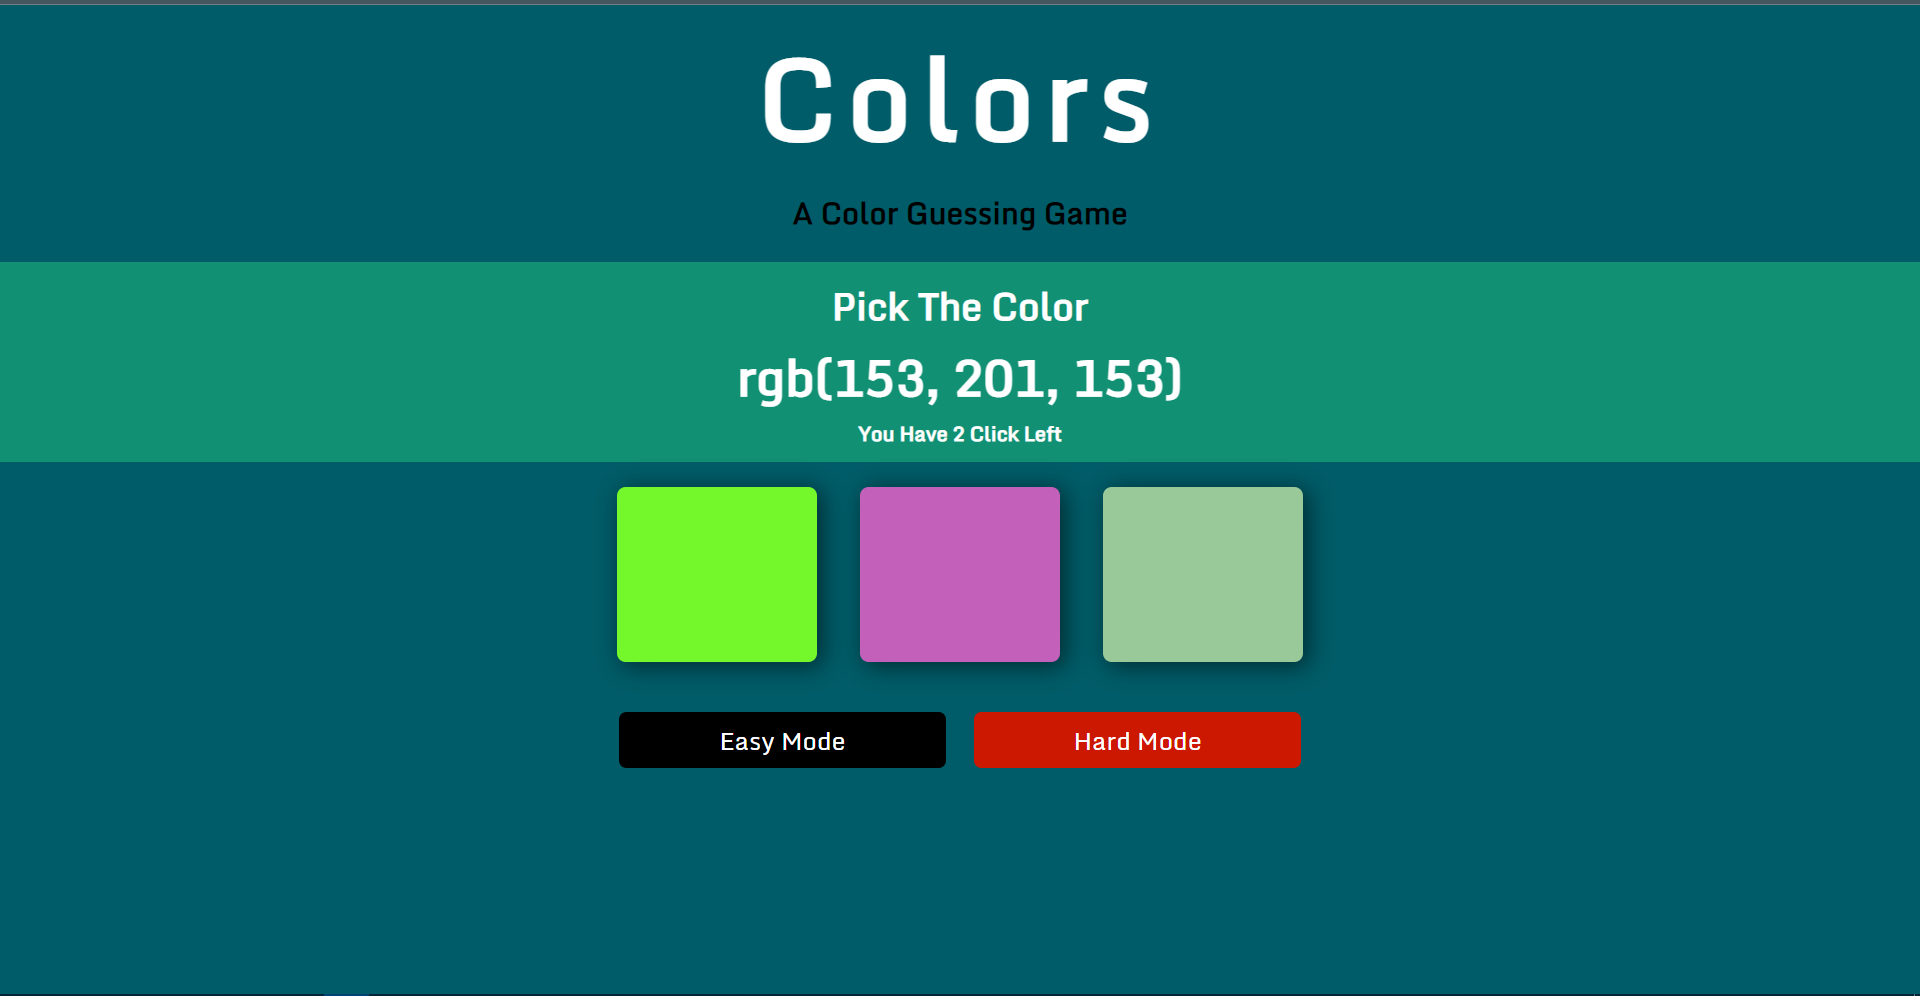 Colors
A Color Guessing Game
Pick The Color
rgb(153, 201, 153)
You Have 2 Click Left
Easy Mode
Hard Mode